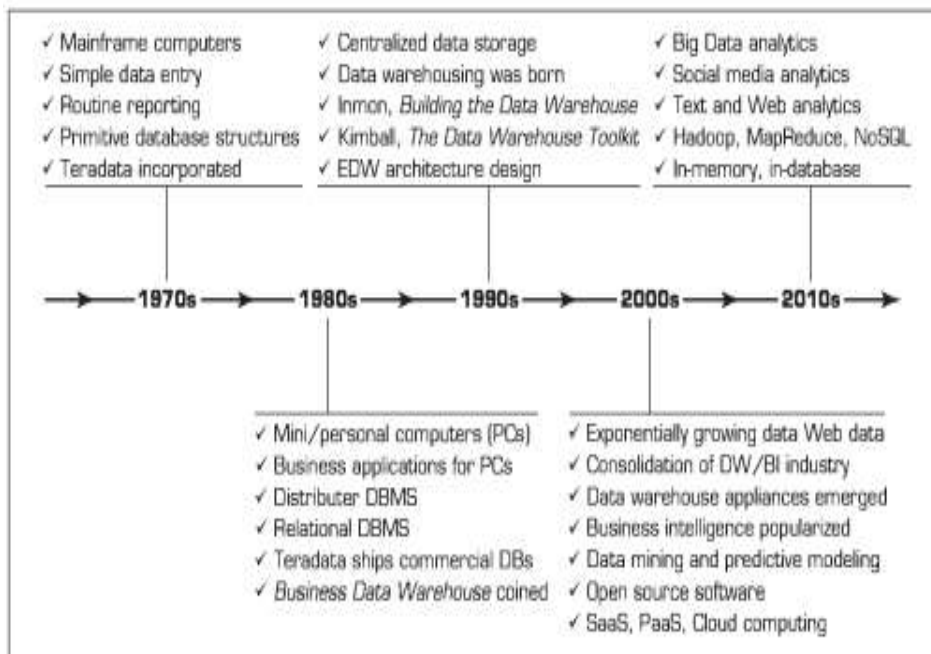 ✓ Mainframe computers
✓ Simple data entry
✓ Routine reporting
✓ Primitive database structures
✓ Teradata incorporated
✓ Centralized data storage
✓ Data warehousing was born
✓ Inmon, Building the Data Warehouse
✓ Kimball, The Data Warehouse Toolkit
✓ EDW architecture design
✓ Big Data analytics
✓ Social media analytics
✓ Text and Web analytics
✓ Hadoop, MapReduce, NoSQL
✓ In-memory, in-database
1970s 1980s 1990s 2000s 2010s
✓ Mini/personal computers (PCs)
✓ Business applications for PCs
✓ Distributer DBMS
✓ Relational DBMS
✓ Teradata ships commercial DBs
✓ Business Data Warehouse coined
✓ Exponentially growing data Web data
✓ Consolidation of DW/BI industry
✓ Data warehouse appliances emerged
✓ Business intelligence popularized
✓ Data mining and predictive modeling
✓ Open source software
✓ SaaS, PaaS, Cloud computing